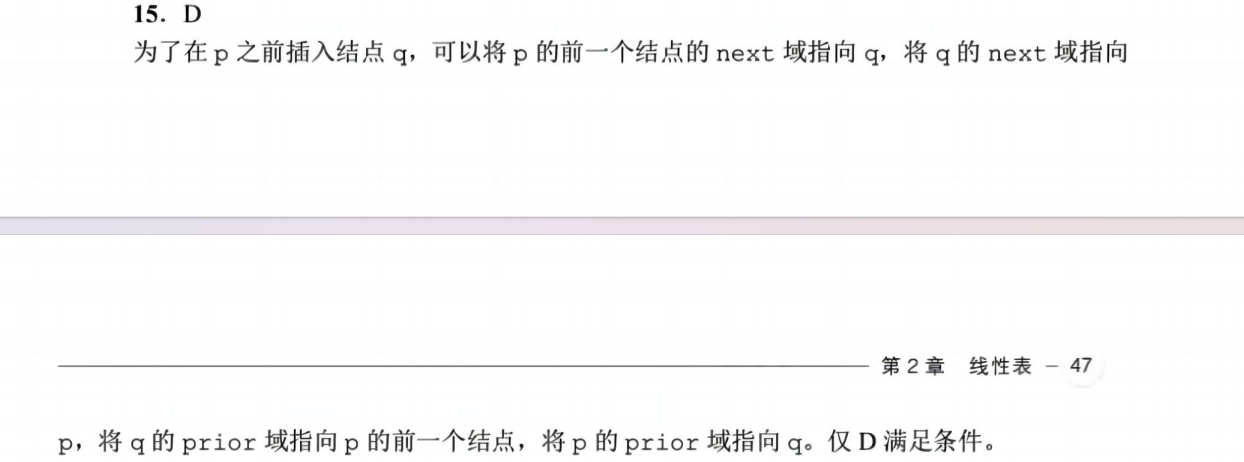 15. D
为了在 p 之前插入结点 q，可以将 p 的前一个结点的 next 域指向 q，将 q 的 next 域指向
第 2 章 线性表 － 47
p，将 q 的 prior 域指向 p 的前一个结点，将 p 的 prior 域指向 q。仅 D 满足条件。